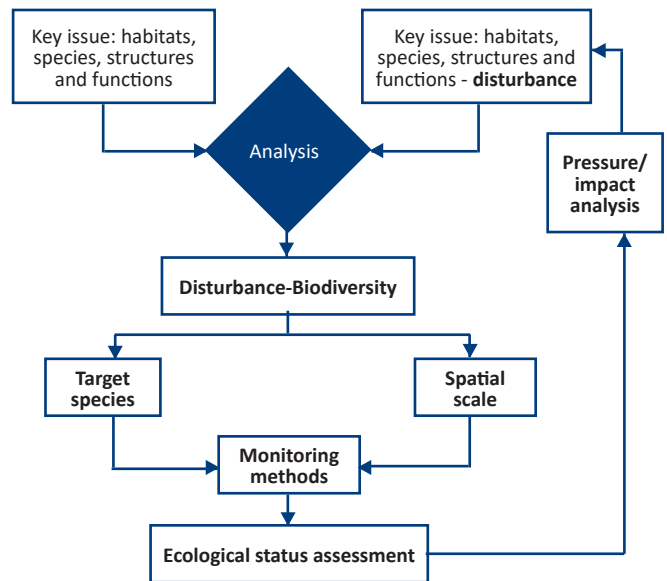 Key issue: habitats,
species, structures
and functions
Key issue: habitats,
species, structures and
functions - disturbance
Analysis
Pressure/
impact
analysis
Disturbance-Biodiversity
Target
species
Spatial
scale
Monitoring
methods
Ecological status assessment